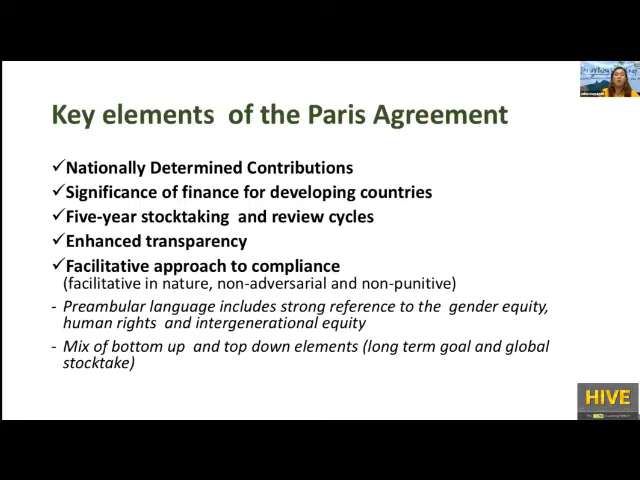 Key elements  of the Paris Agreement
✓Nationally Determined Contributions
✓Significance of finance for developing countries
✓Five-year stocktaking  and review cycles
✓Enhanced transparency
✓Facilitative approach to compliance
(facilitative in nature, non-adversarial and non-punitive)
- Preambular language includes strong reference to the  gender equity,
human rights  and intergenerational equity
- Mix of bottom up  and top down elements (long term goal and global
stocktake)
HIVE